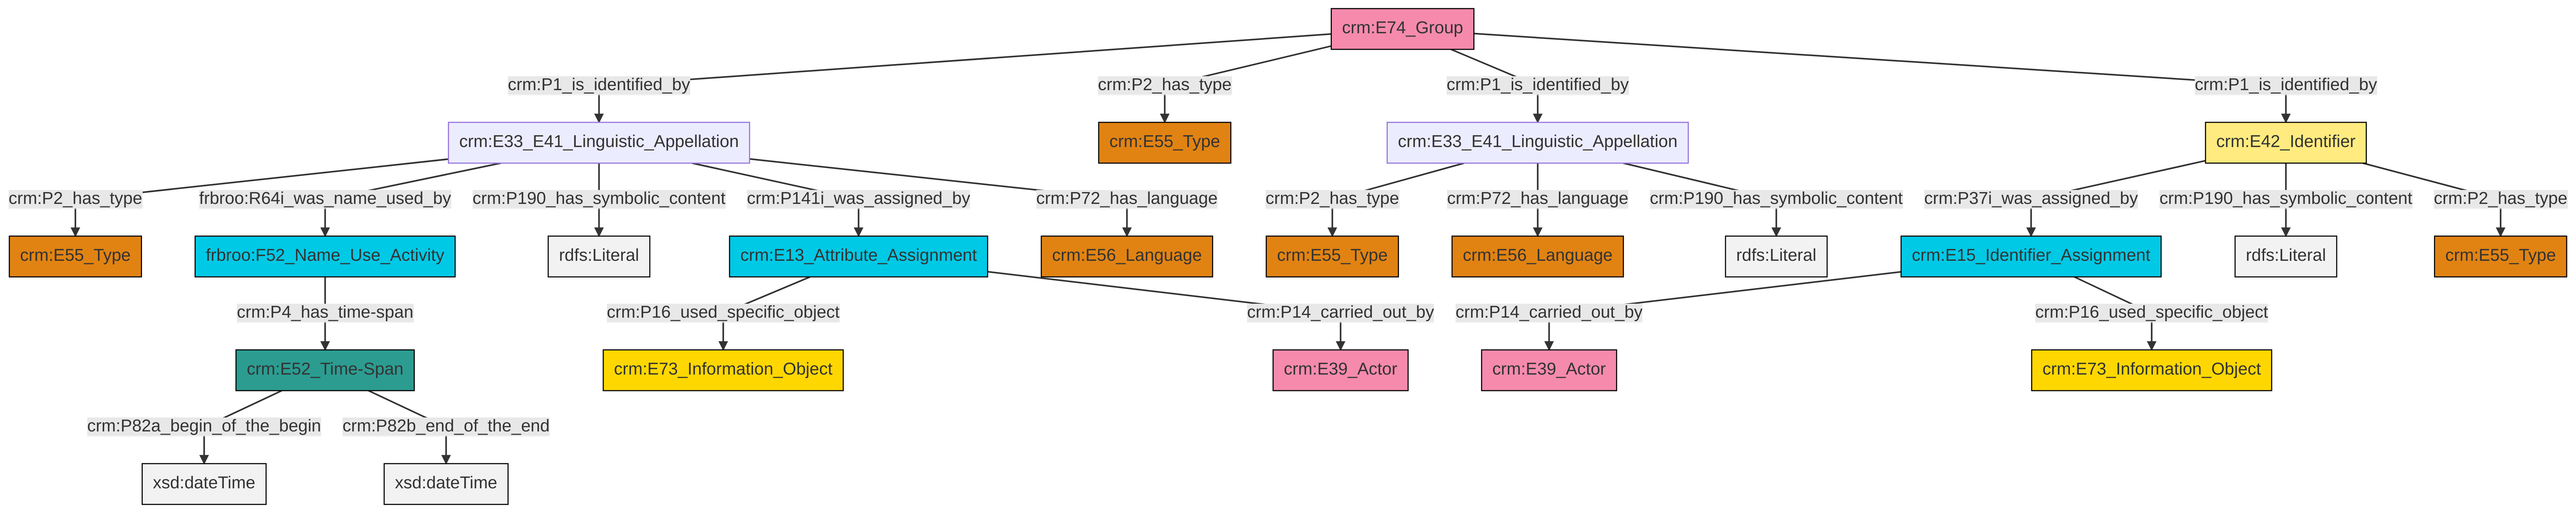 crm:E74_Group
crm:P1_is_identified_by
crm:P2_has_type
crm:P1_is_identified_by
crm:P1_is_identified_by
crm:E33_E41_Linguistic_Appellation
crm:E55_Type
crm:E33_E41_Linguistic_Appellation
crm:E42_Identifier
crm:P2_has_type
frbroo:R64i_was_name_used_by
crm:P190_has_symbolic_content
crm:P141i_was_assigned_by
crm:P72_has_language
crm:P2_has_type
crm:P72_has_language
crm:P190_has_symbolic_content
crm:P37i_was_assigned_by
crm:P190_has_symbolic_content
crm:P2_has_type
crm:E55_Type
frbroo:F52_Name_Use_Activity
rdfs:Literal
crm:E13_Attribute_Assignment
crm:E56_Language
crm:E55_Type
crm:E56_Language
rdfs:Literal
crm:E15_Identifier_Assignment
rdfs:Literal
crm:E55_Type
crm:P4_has_time-span
crm:P16_used_specific_object
crm:P14_carried_out_by
crm:P14_carried_out_by
crm:P16_used_specific_object
crm:E52_Time-Span
crm:E73_Information_Object
crm:E39_Actor
crm:E39_Actor
crm:E73_Information_Object
crm:P82a_begin_of_the_begin
crm:P82b_end_of_the_end
xsd:dateTime
xsd:dateTime